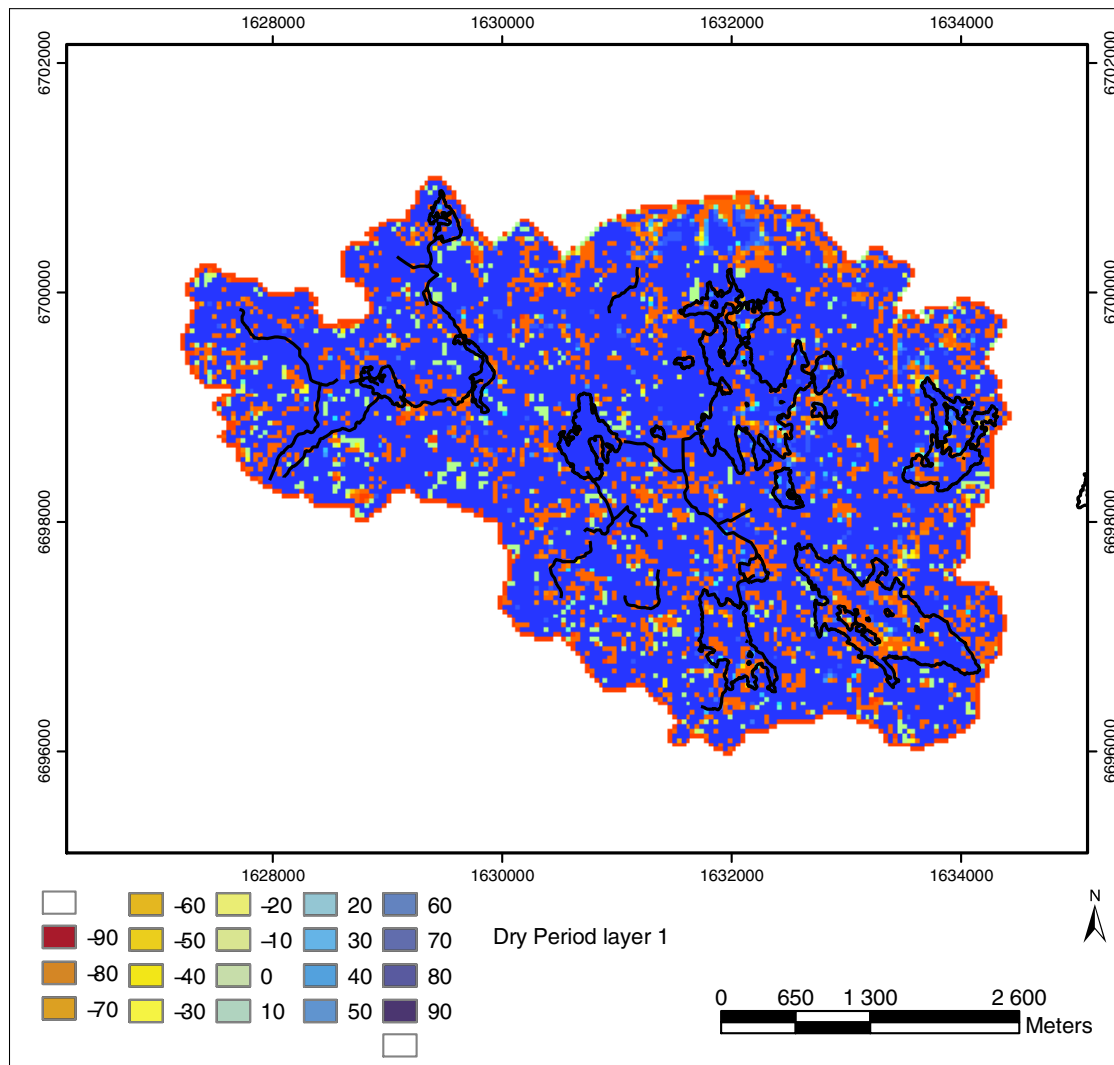 1628000 1630000 1632000 1634000
6702000 6702000
6700000 6700000
6698000 6698000
6696000 6696000
1628000 1630000 1632000 1634000
–60 –20 20 60
–90 –50 –10 30 70
–80 –40 0 40 80
–70 –30 10 50 90
Dry Period layer 1
N
0 650 1 300 2 600
Meters